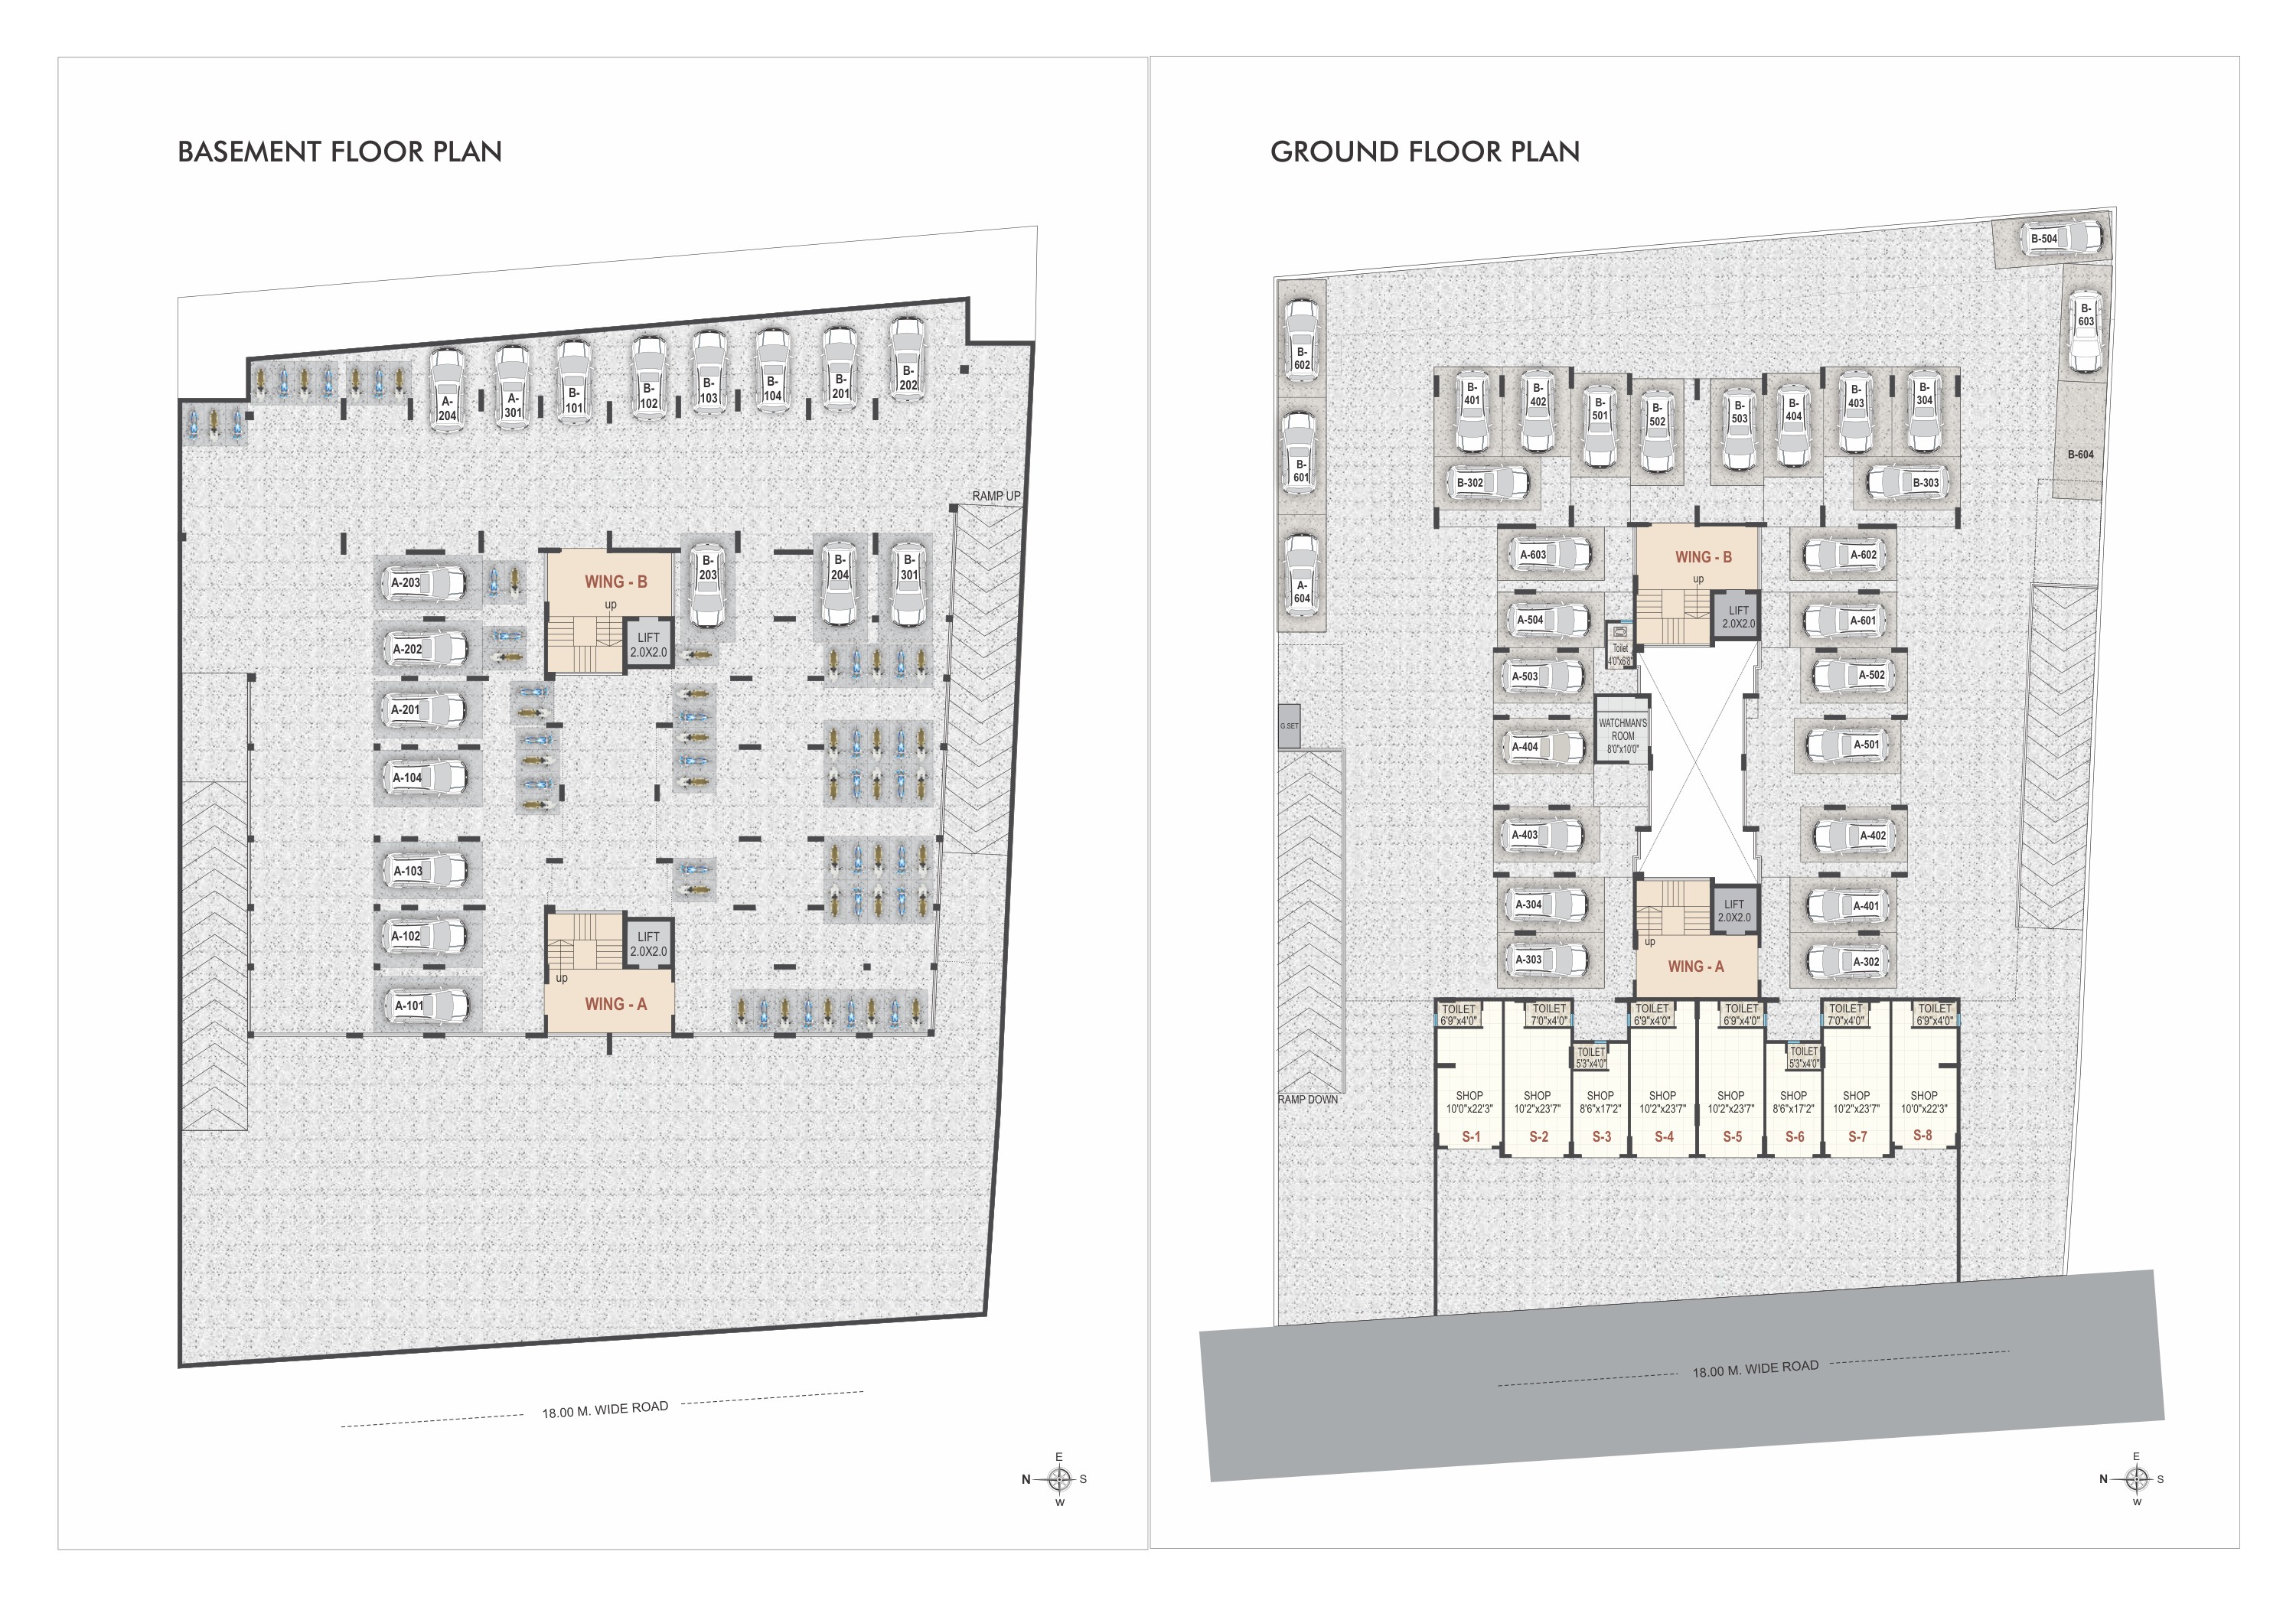 BASEMENT FLOOR PLAN
A-
204
A-
301
B-
101
B-
102
B-
103
B-
104
B-
201
B-
202
RAMP UP
A-203
WING - B
up
LIFT
2.0X2.0
B-
203
B-
204
B-
301
A-202
A-201
A-104
A-103
A-102
A-101
LIFT
2.0X2.0
up
WING - A
18.00 M. WIDE ROAD
E
N
S
W
GROUND FLOOR PLAN
B-504
B-
603
B-
602
B-
601
A-
604
B-
401
B-
402
B-
501
B-
502
B-
503
B-
404
B-
403
B-
304
B-302
B-303
B-604
A-603
WING - B
up
A-602
A-504
LIFT
2.0X2.0
A-601
Toilet
4'0"x6'8"
A-503
A-502
G.SET
WATCHMAN'S
ROOM
8'0"x10'0"
A-404
A-501
A-403
A-402
A-304
LIFT
2.0X2.0
A-401
up
A-303
WING - A
A-302
TOILET
6'9"x4'0"
TOILET
7'0"x4'0"
TOILET
6'9"x4'0"
TOILET
6'9"x4'0"
TOILET
7'0"x4'0"
TOILET
6'9"x4'0"
TOILET
5'3"x4'0"
TOILET
5'3"x4'0"
RAMP DOWN
SHOP
10'0"x22'3"
S-1
SHOP
10'2"x23'7"
S-2
SHOP
8'6"x17'2"
S-3
SHOP
10'2"x23'7"
S-4
SHOP
10'2"x23'7"
S-5
SHOP
8'6"x17'2"
S-6
SHOP
10'2"x23'7"
S-7
SHOP
10'0"x22'3"
S-8
18.00 M. WIDE ROAD
E
N
S
W